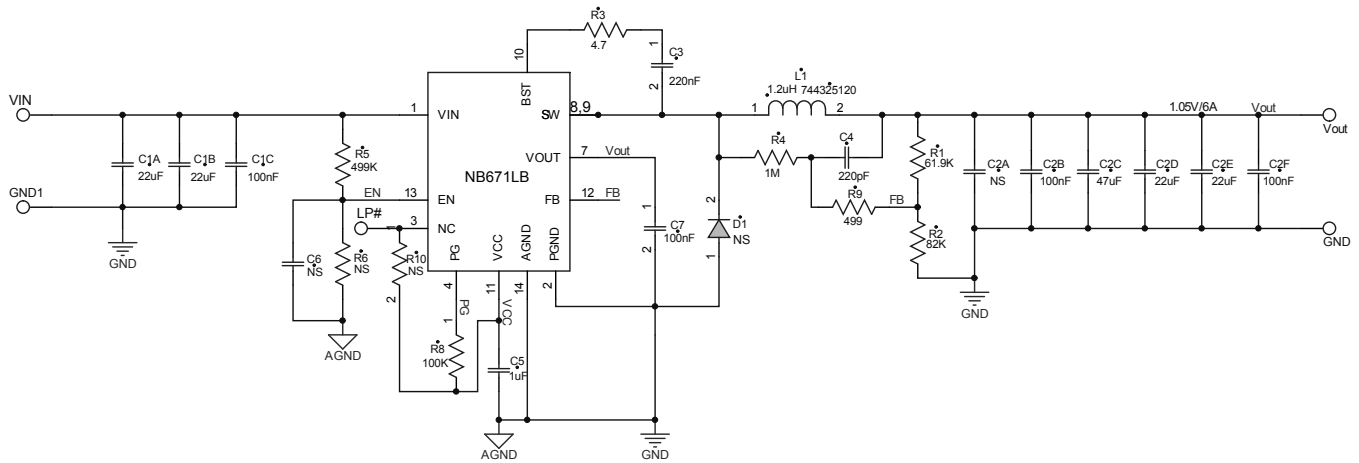 R3
4.7
1
C3
220nF
2
10
BST
VIN
1
VIN
SW
8,9
L1
1.2uH 744325120
1
2
1.05V/6A
Vout
Vout
C1A
22uF
C1B
22uF
C1C
100nF
R5
499K
VOUT
7
Vout
NB671LB
R4
1M
C4
220pF
R1
61.9K
C2A
NS
C2B
100nF
C2C
47uF
C2D
22uF
C2E
22uF
C2F
100nF
GND1
EN
13
EN
FB
12
FB
R9
499
FB
LP#
3
NC
1
C7
100nF
2
2
D1
NS
1
R2
82K
GND
GND
C6
NS
R6
NS
1
R10
NS
2
PG
VCC
AGND
PGND
4
11
14
2
PG
VCC
1
R8
100K
C5
1uF
GND
AGND
AGND
GND